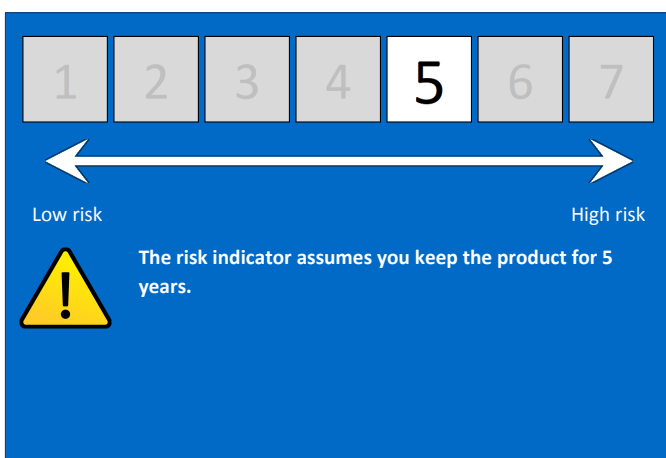 1 2 3 4 5 6 7
Low risk High risk
The risk indicator assumes you keep the product for 5
years.